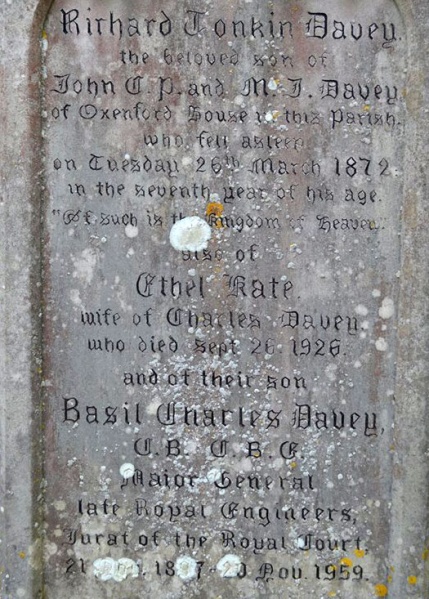 Richard Tonkin Davey.
the beloved son of
John C. P. and M. J. Davey
of Oxenford House in this Parish.
who fell asleep
on Tuesday 26th March 1872.
in the seventh year of his age.
"Of such is the Kingdom of Heaven.
also of
Ethel Kate.
wife of Charles Davey.
who died Sept 26. 1926.
and of their son
Basil Charles Davey,
C.B. C.B.E.
Major General
late Royal Engineers,
Jurat of the Royal Court,
Nov. 1959.